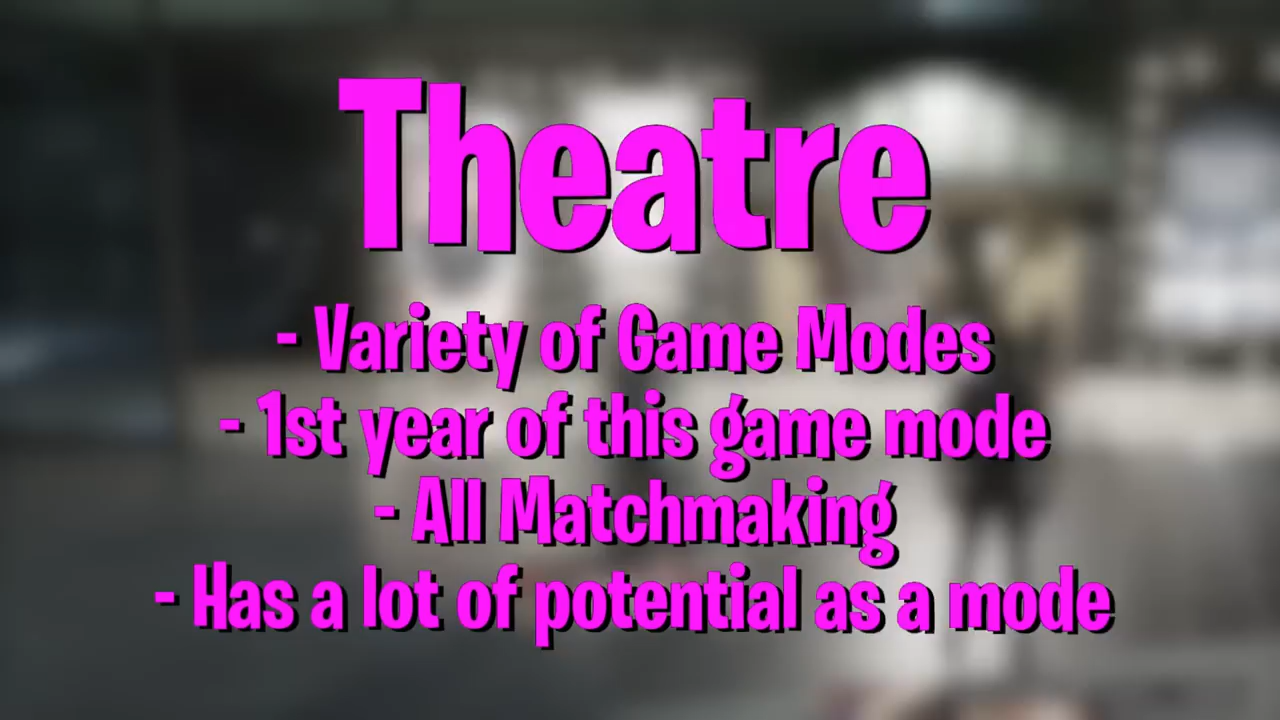 Theatre
- Variety of Game Modes
- 1st year of this game mode
- All Matchmaking
- Has a lot of potential as a mode